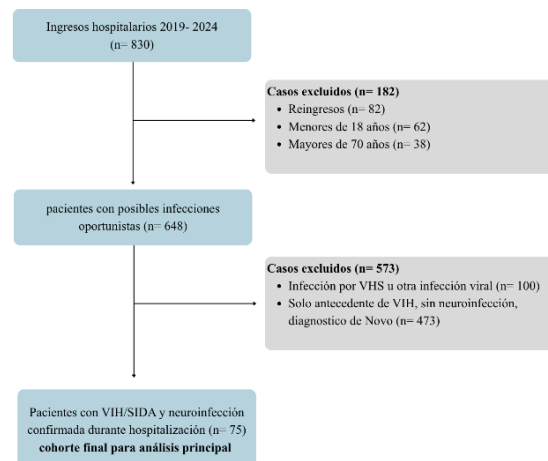 Ingresos hospitalarios 2019- 2024
(n= 830)
Casos excluidos (n= 182)
• Reingresos (n= 82)
• Menores de 18 años (n= 62)
• Mayores de 70 años (n= 38)
pacientes con posibles infecciones
oportunistas (n= 648)
Casos excluidos (n= 573)
• Infección por VHS u otra infección viral (n= 100)
• Solo antecedente de VIH, sin neuroinfección,
diagnostico de Novo (n= 473)
Pacientes con VIH/SIDA y neuroinfección
confirmada durante hospitalización (n= 75)
cohorte final para análisis principal